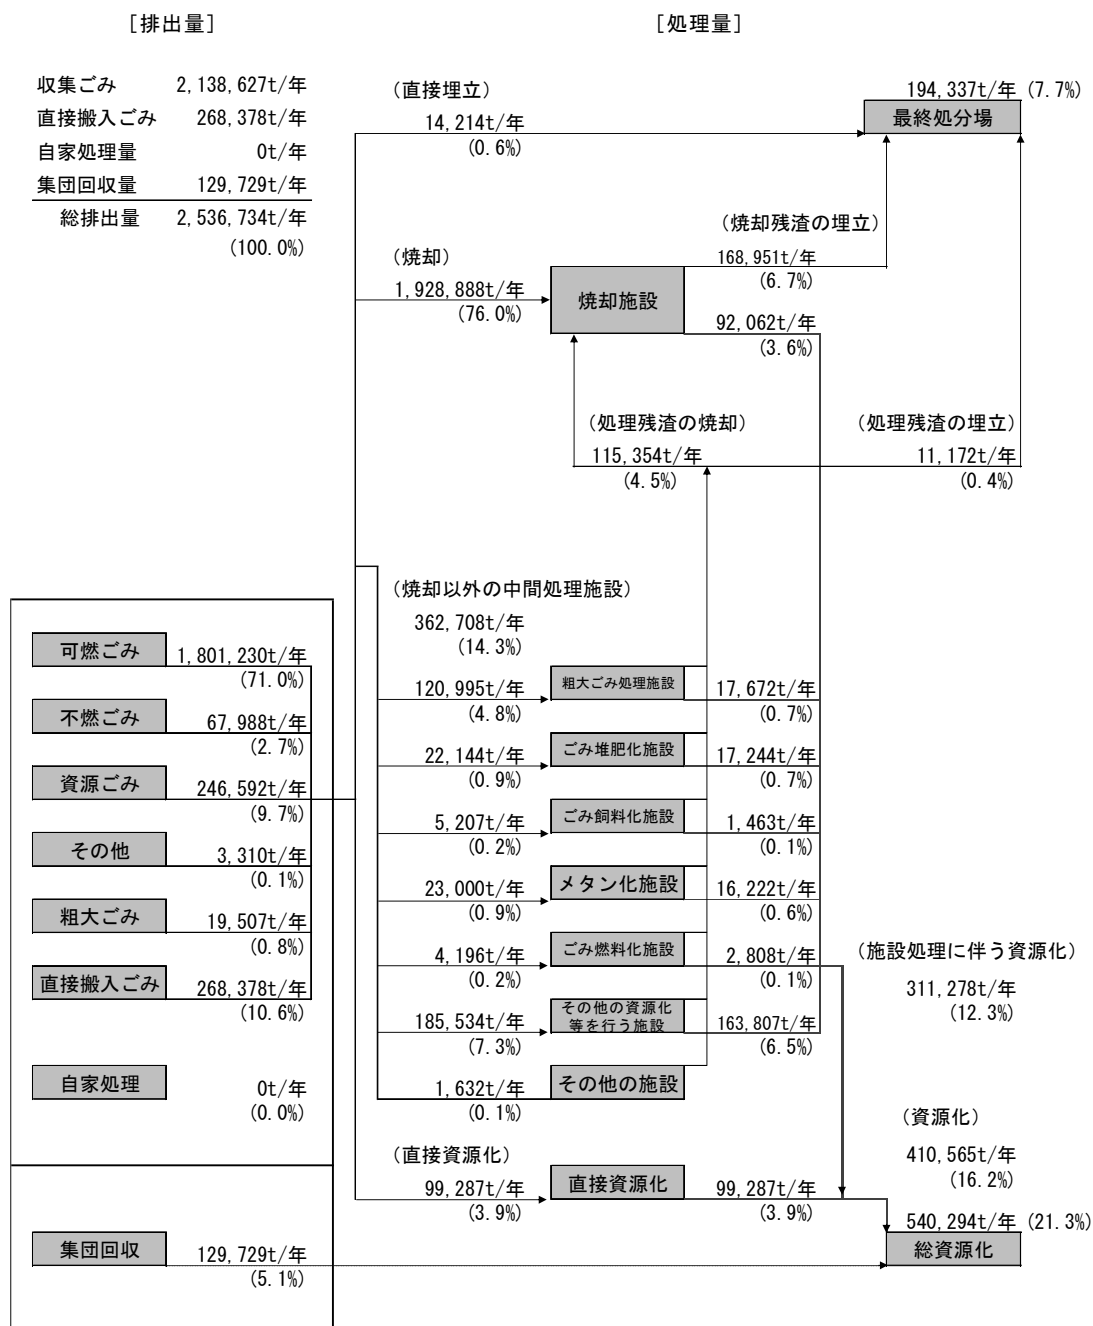 [排出量]
[処理量]
収集ごみ 2,138,627t/年
直接搬入ごみ 268,378t/年
自家処理量 0t/年
集団回収量 129,729t/年
総排出量 2,536,734t/年
(100.0%)
(直接埋立)
14,214t/年
(0.6%)
194,337t/年 (7.7%)
最終処分場
(焼却)
1,928,888t/年
(76.0%)
焼却施設
(焼却残渣の埋立)
168,951t/年
(6.7%)
92,062t/年
(3.6%)
(処理残渣の焼却)
115,354t/年
(4.5%)
(処理残渣の埋立)
11,172t/年
(0.4%)
可燃ごみ 1,801,230t/年
(71.0%)
不燃ごみ 67,988t/年
(2.7%)
資源ごみ 246,592t/年
(9.7%)
その他 3,310t/年
(0.1%)
粗大ごみ 19,507t/年
(0.8%)
直接搬入ごみ 268,378t/年
(10.6%)
自家処理 0t/年
(0.0%)
集団回収 129,729t/年
(5.1%)
(焼却以外の中間処理施設)
362,708t/年
(14.3%)
120,995t/年 粗大ごみ処理施設 17,672t/年
(4.8%) (0.7%)
22,144t/年 ごみ堆肥化施設 17,244t/年
(0.9%) (0.7%)
5,207t/年 ごみ飼料化施設 1,463t/年
(0.2%) (0.1%)
23,000t/年 メタン化施設 16,222t/年
(0.9%) (0.6%)
4,196t/年 ごみ燃料化施設 2,808t/年
(0.2%) (0.1%)
185,534t/年 その他の資源化
等を行う施設 163,807t/年
(7.3%) (6.5%)
1,632t/年 その他の施設
(0.1%)
(直接資源化)
99,287t/年 直接資源化 99,287t/年
(3.9%) (3.9%)
(施設処理に伴う資源化)
311,278t/年
(12.3%)
(資源化)
410,565t/年
(16.2%)
540,294t/年 (21.3%)
総資源化